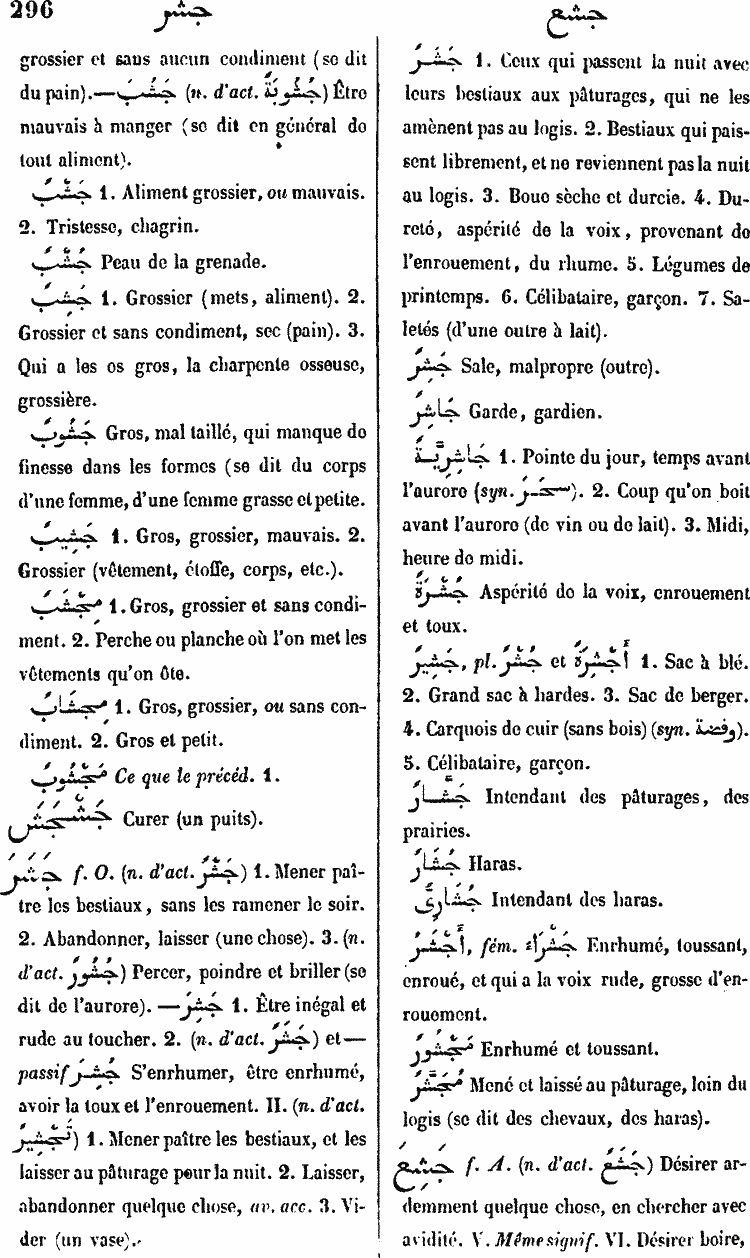 296 جشر جشع
grossier et sans aucun condiment (se dit
du pain).—جَشُبَ (n. d'act. جُشُوبَةٌ) Être
mauvais à manger (se dit en général de
tout aliment).
جَشْبٌ 1. Aliment grossier, ou mauvais.
2. Tristesse, chagrin.
جُشْبٌ Peau de la grenade.
جَشِبٌ 1. Grossier (mets, aliment). 2.
Grossier et sans condiment, sec (pain). 3.
Qui a les os gros, la charpente osseuse,
grossière.
جَشُوبٌ Gros, mal taillé, qui manque de
finesse dans les formes (se dit du corps
d'une femme, d'une femme grasse et petite.
جَشِيبٌ 1. Gros, grossier, mauvais. 2.
Grossier (vêtement, étoffe, corps, etc.).
مِجْشَبٌ 1. Gros, grossier et sans condi-
ment. 2. Perche ou planche où l'on met les
vêtements qu'on ôte.
مِجْشَابٌ 1. Gros, grossier, ou sans con-
diment. 2. Gros et petit.
مَجْشُوبٌ Ce que le précéd. 1.
جَشْجَشَ Curer (un puits).
جَشَرَ f. O. (n. d'act. جَشْرٌ) 1. Mener paî-
tre les bestiaux, sans les ramener le soir.
2. Abandonner, laisser (une chose). 3. (n.
d'act. جُشُورٌ) Percer, poindre et briller (se
dit de l'aurore). —جَشِرَ 1. Être inégal et
rude au toucher. 2. (n. d'act. جَشَرٌ) et—
passif جُشِرَ S'enrhumer, être enrhumé,
avoir la toux et l'enrouement. II. (n. d'act.
تَجْشِيرٌ) 1. Mener paître les bestiaux, et les
laisser au pâturage pour la nuit. 2. Laisser,
abandonner quelque chose, av. acc. 3. Vi-
der (un vase).
جَشَرٌ 1. Ceux qui passent la nuit avec
leurs bestiaux aux pâturages, qui ne les
amènent pas au logis. 2. Bestiaux qui pais-
sent librement, et ne reviennent pas la nuit
au logis. 3. Boue sèche et durcie. 4. Du-
reté, aspérité de la voix, provenant de
l'enrouement, du rhume. 5. Légumes de
printemps. 6. Célibataire, garçon. 7. Sa-
letés (d'une outre à lait).
جَشِرٌ Sale, malpropre (outre).
جَاشِرٌ Garde, gardien.
جَاشِرِيَّةٌ 1. Pointe du jour, temps avant
l'aurore (syn. سَحَرٌ). 2. Coup qu'on boit
avant l'aurore (de vin ou de lait). 3. Midi,
heure de midi.
جُشْرَةٌ Aspérité de la voix, enrouement
et toux.
جَشِيرٌ, pl. جُشُرٌ et أَجْشِرَةٌ 1. Sac à blé.
2. Grand sac à hardes. 3. Sac de berger.
4. Carquois de cuir (sans bois) (syn. وفضة).
5. Célibataire, garçon.
جَشَّارٌ Intendant des pâturages, des
prairies.
جُشَارٌ Haras.
جُشَارِيٌّ Intendant des haras.
أَجْشَرُ, fém. جَشْرَآءُ Enrhumé, toussant,
enroué, et qui a la voix rude, grosse d'en-
rouement.
مَجْشُورٌ Enrhumé et toussant.
مُجَشَّرٌ Mené et laissé au pâturage, loin du
logis (se dit des chevaux, des haras).
جَشِعَ f. A. (n. d'act. جَشَعٌ) Désirer ar-
demment quelque chose, en chercher avec
avidité. V. Même signif. VI. Désirer boire,